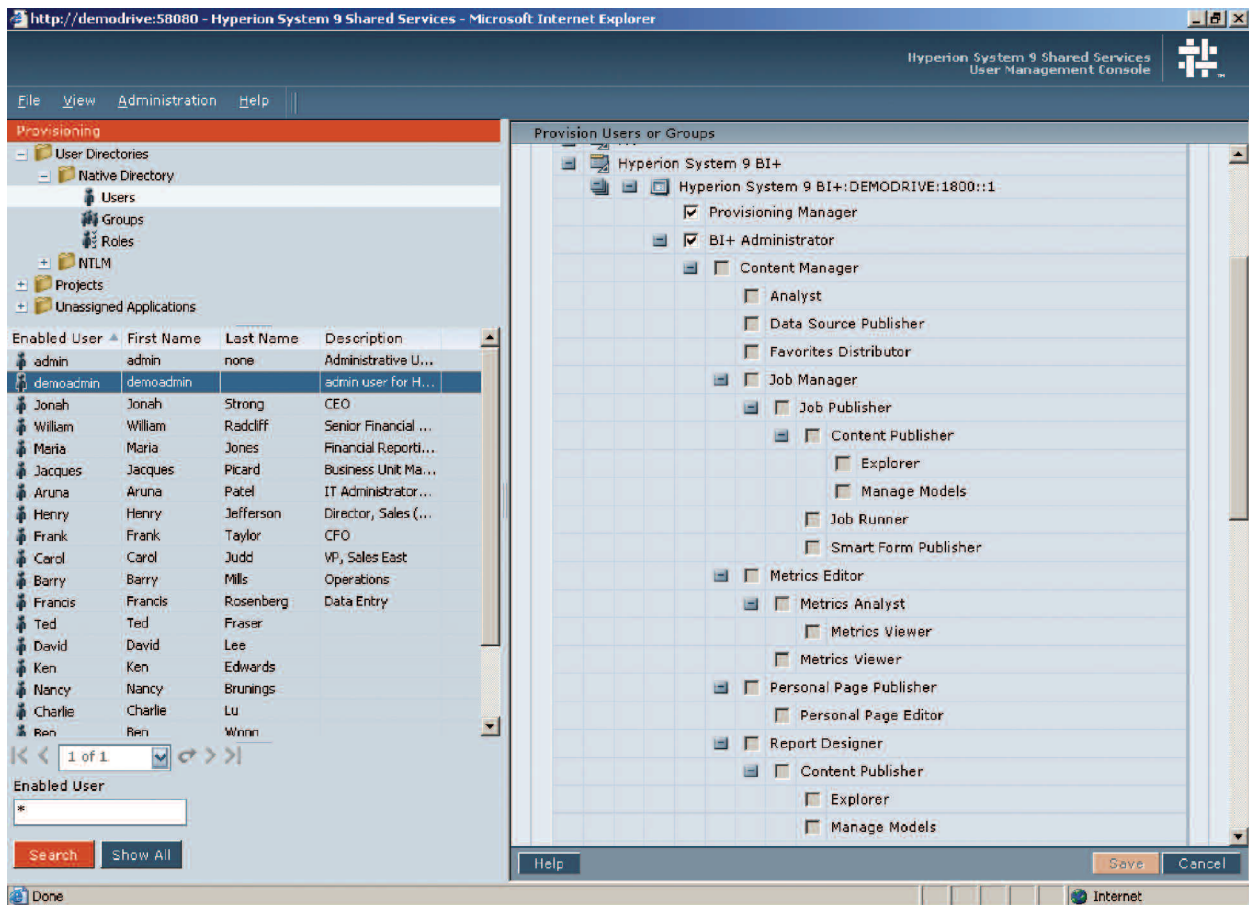 http://demodrive:58080 - Hyperion System 9 Shared Services - Microsoft Internet Explorer
Hyperion System 9 Shared Services
User Management Console
File View Administration Help
Provisioning
User Directories
Native Directory
Users
Groups
Roles
NTLM
Projects
Unassigned Applications
Enabled User First Name Last Name Description
admin admin none Administrative U...
demoadmin demoadmin admin user for H...
Jonah Jonah Strong CEO
William William Radcliff Senior Financial ...
Maria Maria Jones Financial Reporti...
Jacques Jacques Picard Business Unit Ma...
Aruna Aruna Patel IT Administrator...
Henry Henry Jefferson Director, Sales (...
Frank Frank Taylor CFO
Carol Carol Judd VP, Sales East
Barry Barry Mills Operations
Francis Francis Rosenberg Data Entry
Ted Ted Fraser
David David Lee
Ken Ken Edwards
Nancy Nancy Brunings
Charlie Charlie Lu
Ben Ben
1 of 1
Enabled User
*
Search Show All
Provision Users or Groups
Hyperion System 9 BI+
Hyperion System 9 BI+:DEMODRIVE:1800::1
Provisioning Manager
BI+ Administrator
Content Manager
Analyst
Data Source Publisher
Favorites Distributor
Job Manager
Job Publisher
Content Publisher
Explorer
Manage Models
Job Runner
Smart Form Publisher
Metrics Editor
Metrics Analyst
Metrics Viewer
Metrics Viewer
Personal Page Publisher
Personal Page Editor
Report Designer
Content Publisher
Explorer
Manage Models
Help Save Cancel
Done Internet